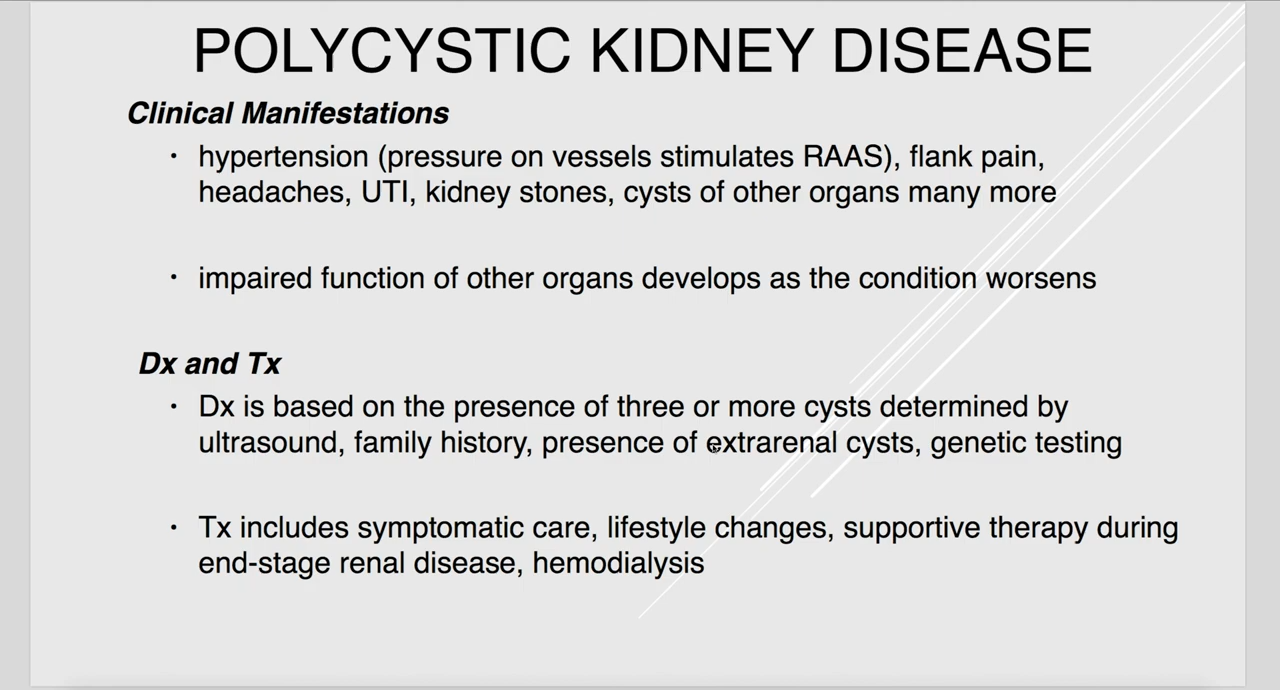 POLYCYSTIC KIDNEY DISEASE
Clinical Manifestations
• hypertension (pressure on vessels stimulates RAAS), flank pain,
headaches, UTI, kidney stones, cysts of other organs many more
• impaired function of other organs develops as the condition worsens
Dx and Tx
• Dx is based on the presence of three or more cysts determined by
ultrasound, family history, presence of extrarenal cysts, genetic testing
• Tx includes symptomatic care, lifestyle changes, supportive therapy during
end-stage renal disease, hemodialysis